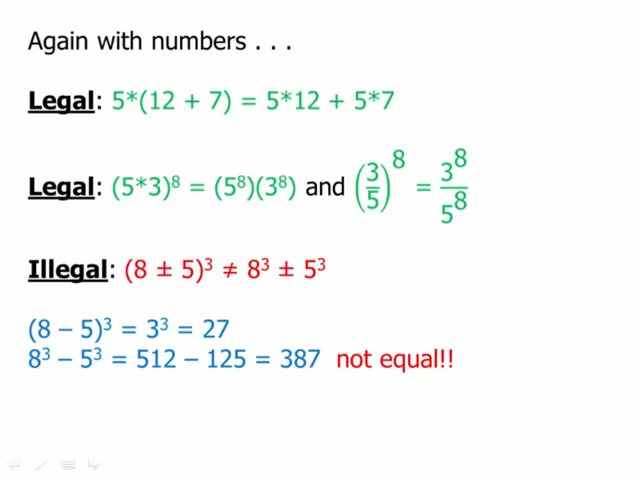 Again with numbers . . .
Legal: 5*(12 + 7) = 5*12 + 5*7
Legal: (5*3)⁸ = (5⁸)(3⁸) and (3/5)⁸ = 3⁸/5⁸
Illegal: (8 ± 5)³ ≠ 8³ ± 5³
(8 – 5)³ = 3³ = 27
8³ – 5³ = 512 – 125 = 387 not equal!!